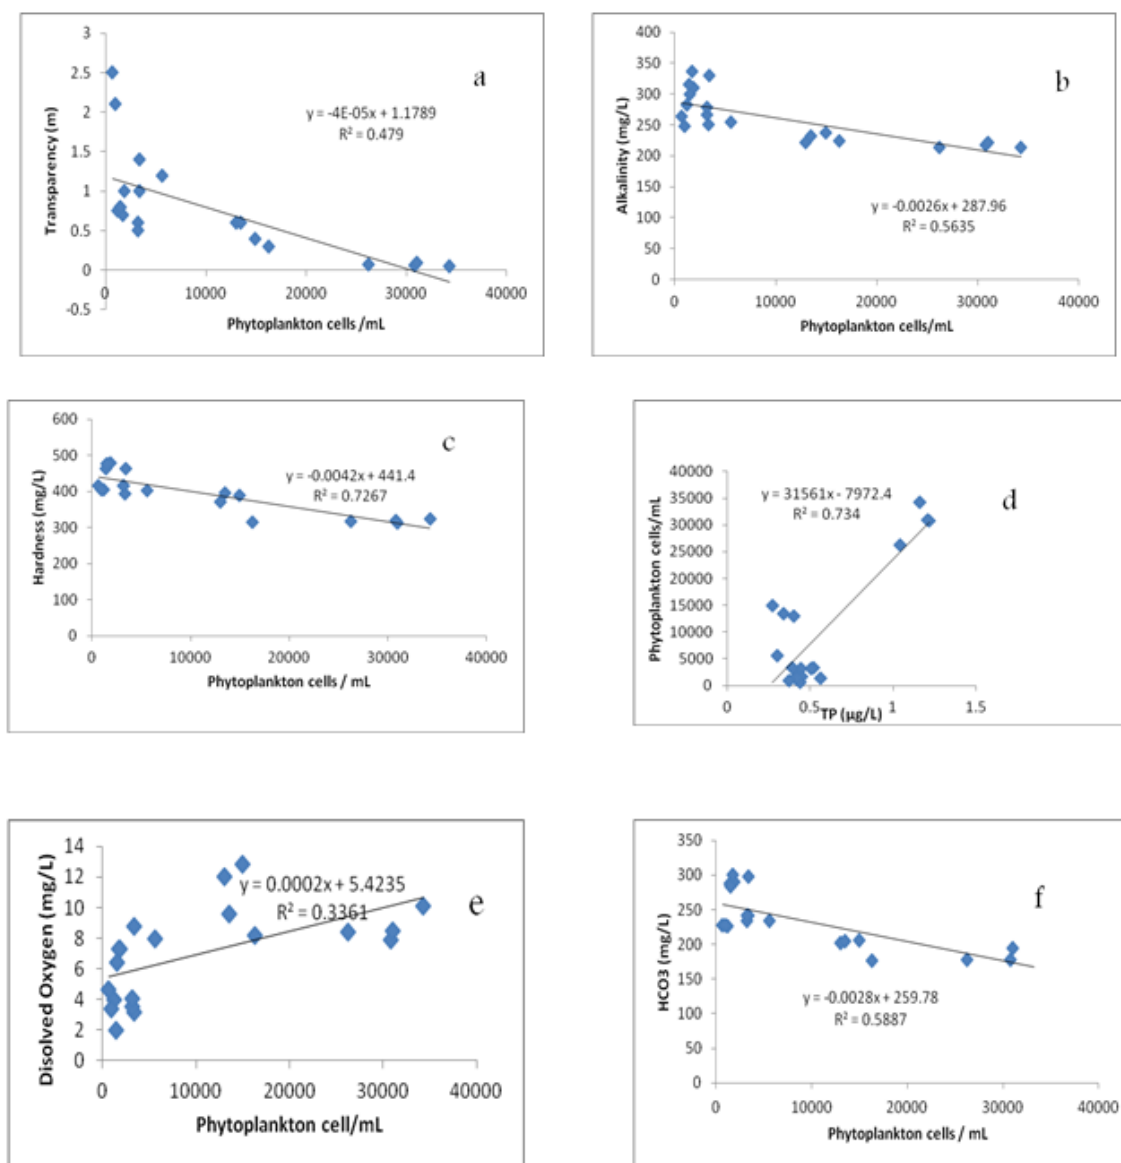 a
3
2.5
2
1.5
1
0.5
0
-0.5
0 10000 20000 30000 40000
Transparency (m)
Phytoplankton cells /mL
y = -4E-05x + 1.1789
R² = 0.479
b
400
350
300
250
200
150
100
50
0
0 10000 20000 30000 40000
Alkalinity (mg/L)
Phytoplankton cells/mL
y = -0.0026x + 287.96
R² = 0.5635
c
600
500
400
300
200
100
0
0 10000 20000 30000 40000
Hardness (mg/L)
Phytoplankton cells / mL
y = -0.0042x + 441.4
R² = 0.7267
d
40000
35000
30000
25000
20000
15000
10000
5000
0
0 0.5 1 1.5
Phytoplankton cells/mL
TP (µg/L)
y = 31561x - 7972.4
R² = 0.734
e
14
12
10
8
6
4
2
0
0 10000 20000 30000 40000
Disolved Oxygen (mg/L)
Phytoplankton cell/mL
y = 0.0002x + 5.4235
R² = 0.3361
f
350
300
250
200
150
100
50
0
0 10000 20000 30000 40000
HCO3 (mg/L)
Phytoplankton cells / mL
y = -0.0028x + 259.78
R² = 0.5887